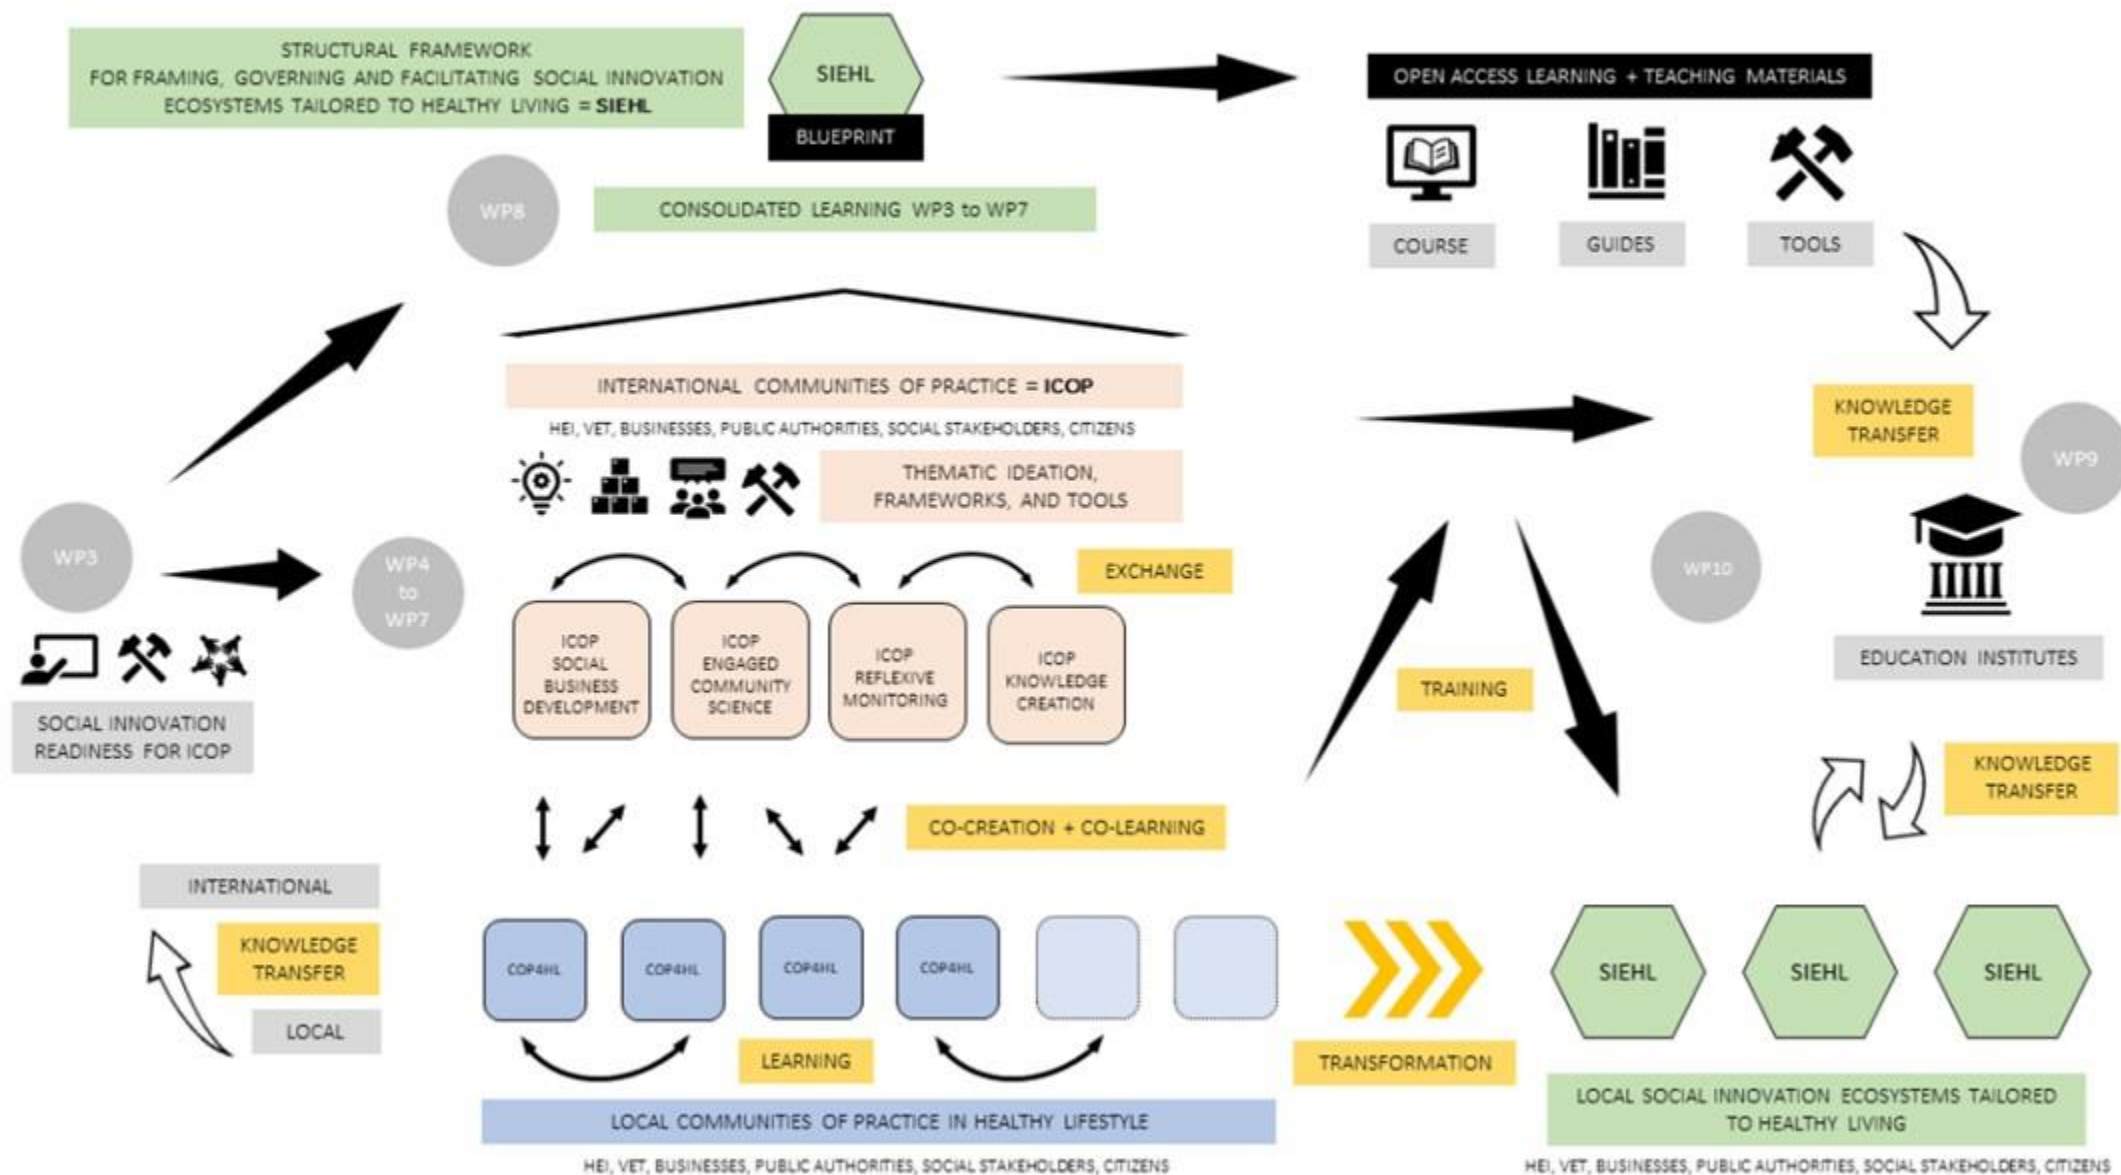 STRUCTURAL FRAMEWORK
FOR FRAMING, GOVERNING AND FACILITATING SOCIAL INNOVATION
ECOSYSTEMS TAILORED TO HEALTHY LIVING = SIEHL
SIEHL
BLUEPRINT
OPEN ACCESS LEARNING + TEACHING MATERIALS
COURSE
GUIDES
TOOLS
WP8
CONSOLIDATED LEARNING WP3 to WP7
INTERNATIONAL COMMUNITIES OF PRACTICE = ICOP
HEI, VET, BUSINESSES, PUBLIC AUTHORITIES, SOCIAL STAKEHOLDERS, CITIZENS
THEMATIC IDEATION,
FRAMEWORKS, AND TOOLS
KNOWLEDGE
TRANSFER
WP9
WP3
WP4
to
WP7
EXCHANGE
WP10
ICOP
SOCIAL
BUSINESS
DEVELOPMENT
ICOP
ENGAGED
COMMUNITY
SCIENCE
ICOP
REFLEXIVE
MONITORING
ICOP
KNOWLEDGE
CREATION
EDUCATION INSTITUTES
TRAINING
SOCIAL INNOVATION
READINESS FOR ICOP
KNOWLEDGE
TRANSFER
CO-CREATION + CO-LEARNING
INTERNATIONAL
KNOWLEDGE
TRANSFER
LOCAL
COP4HL
COP4HL
COP4HL
COP4HL
SIEHL
SIEHL
SIEHL
LEARNING
TRANSFORMATION
LOCAL COMMUNITIES OF PRACTICE IN HEALTHY LIFESTYLE
HEI, VET, BUSINESSES, PUBLIC AUTHORITIES, SOCIAL STAKEHOLDERS, CITIZENS
LOCAL SOCIAL INNOVATION ECOSYSTEMS TAILORED
TO HEALTHY LIVING
HEI, VET, BUSINESSES, PUBLIC AUTHORITIES, SOCIAL STAKEHOLDERS, CITIZENS